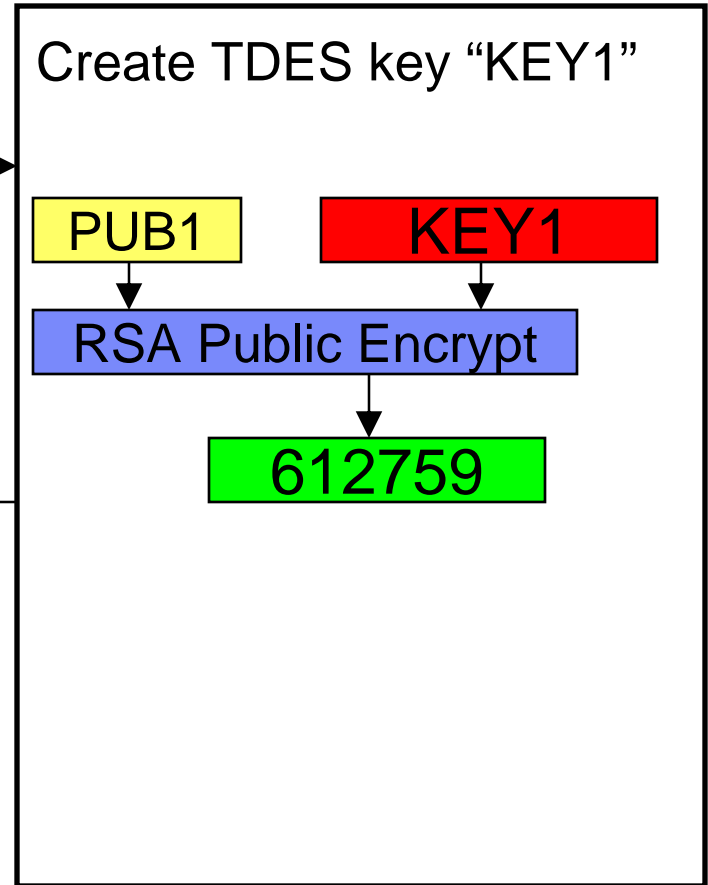 Create TDES key “KEY1”
PUB1
KEY1
RSA Public Encrypt
612759